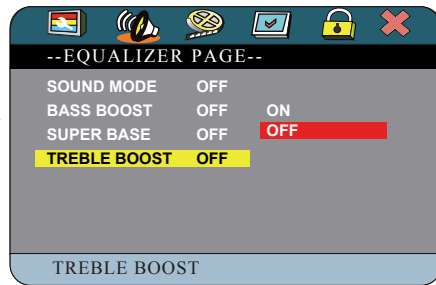 --EQUALIZER PAGE--
SOUND MODE OFF
BASS BOOST OFF ON
SUPER BASE OFF OFF
TREBLE BOOST OFF
TREBLE BOOST